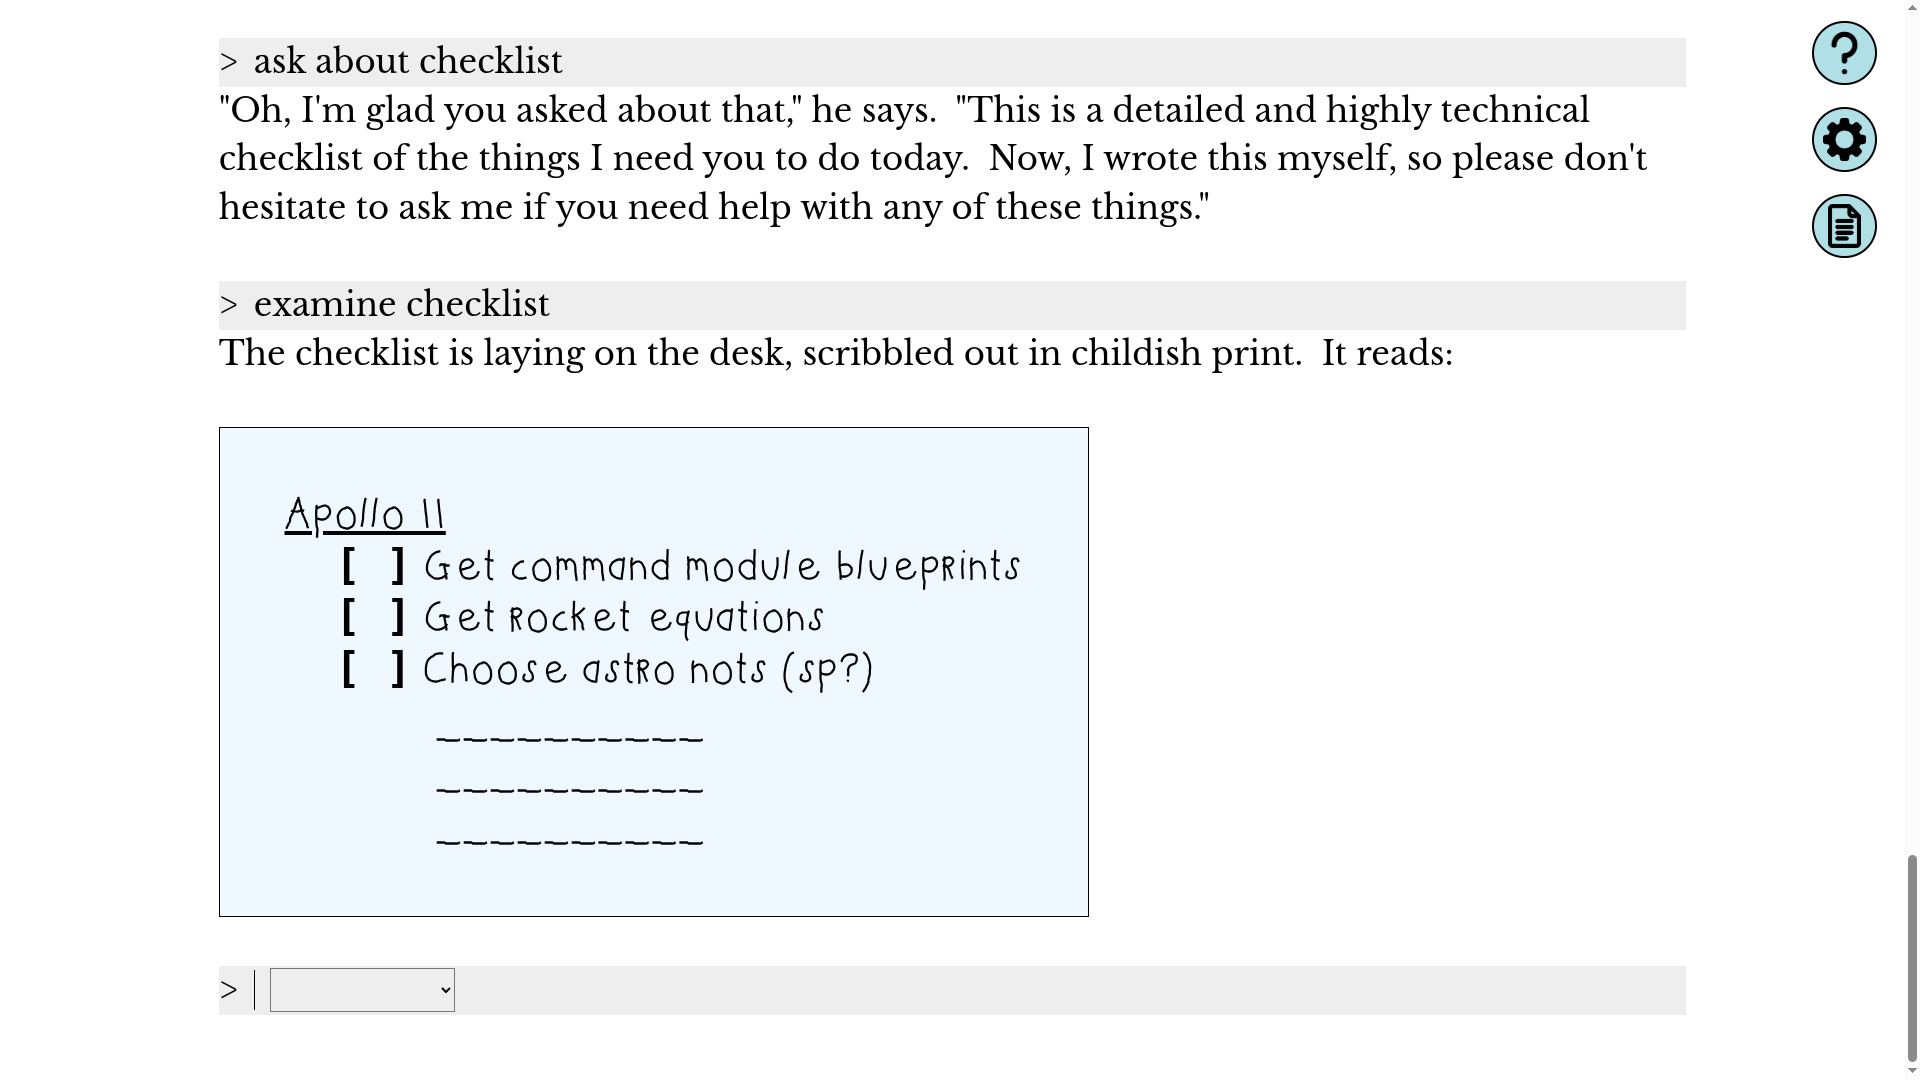 > ask about checklist
"Oh, I'm glad you asked about that," he says.  "This is a detailed and highly technical
checklist of the things I need you to do today.  Now, I wrote this myself, so please don't
hesitate to ask me if you need help with any of these things."
> examine checklist
The checklist is laying on the desk, scribbled out in childish print.  It reads:
Apollo 11
[ ] Get command module blueprints
[ ] Get rocket equations
[ ] Choose astro nots (sp?)
__________
__________
__________
>